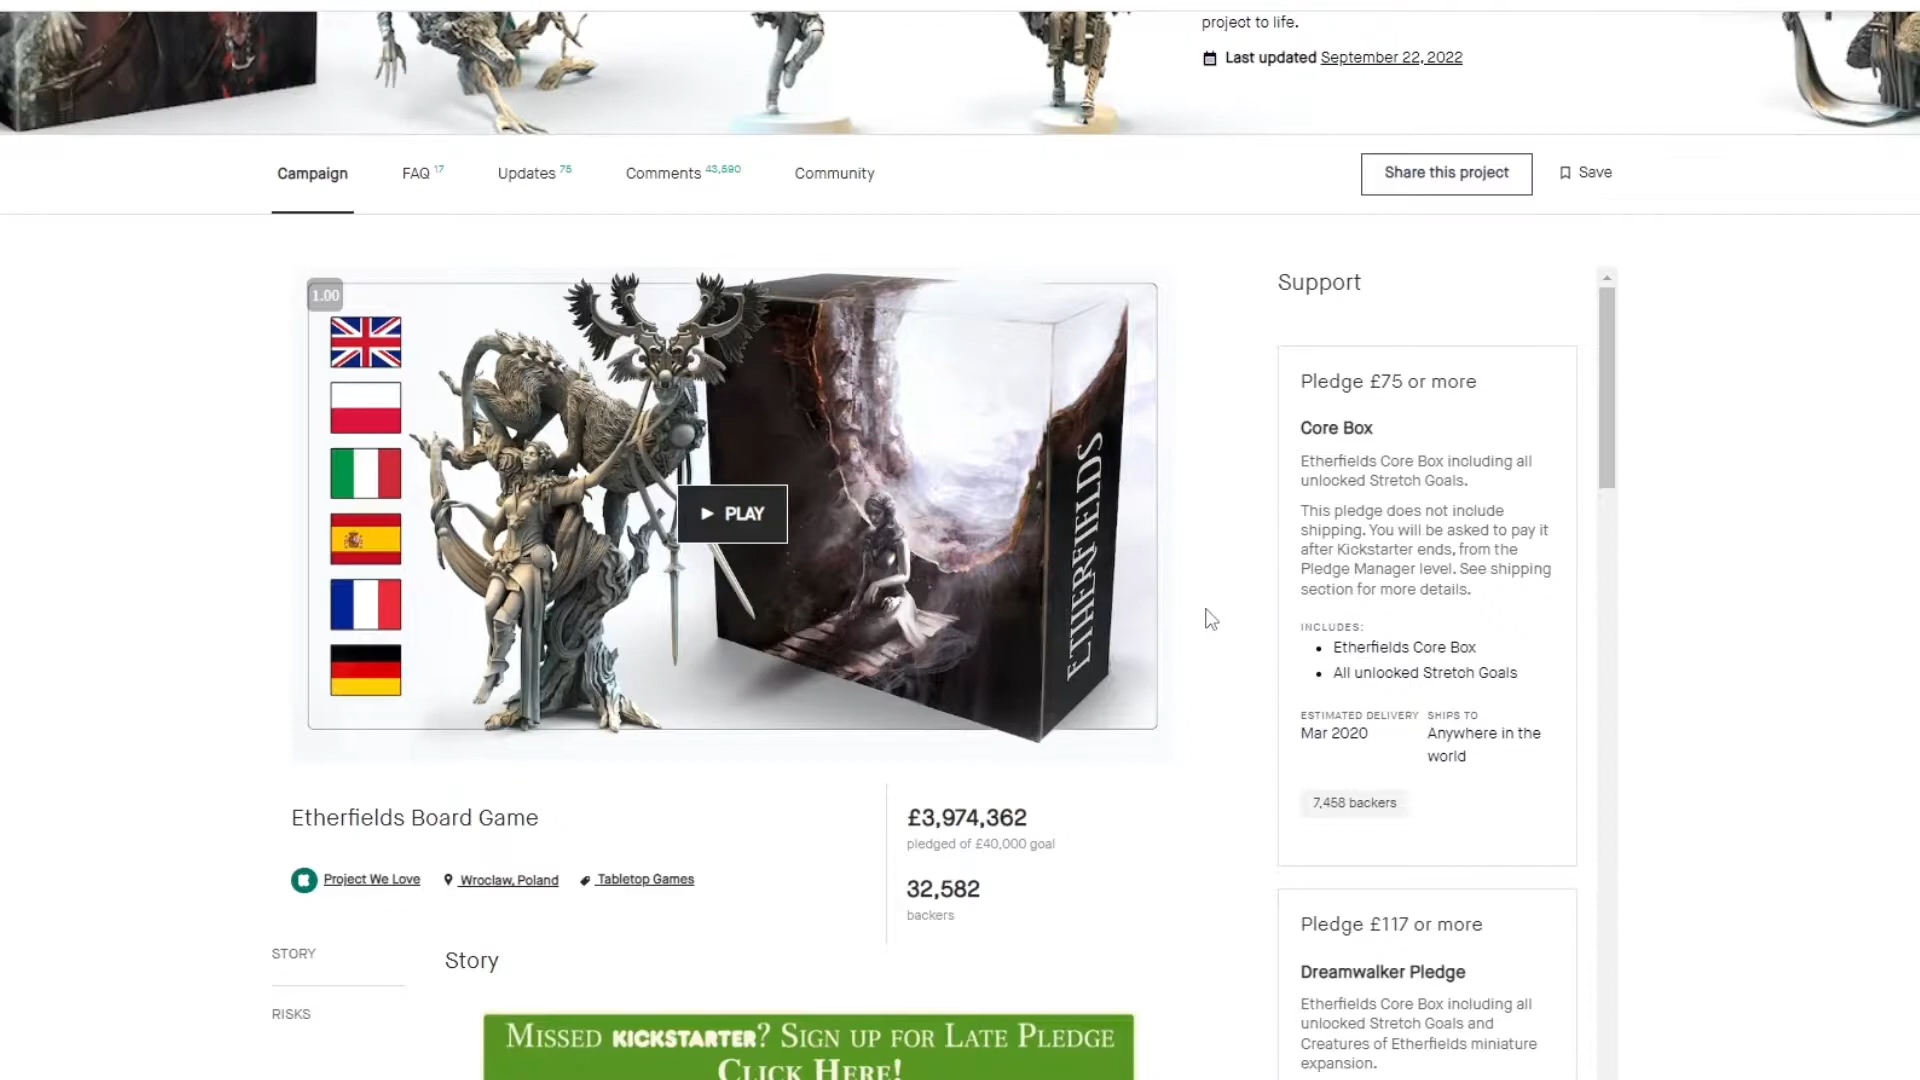 project to life.
Last updated September 22, 2022
Campaign
FAQ 17
Updates 75
Comments 43,590
Community
Share this project
Save
1.00
PLAY
ETHERFIELDS
Support
Pledge £75 or more
Core Box
Etherfields Core Box including all
unlocked Stretch Goals.
This pledge does not include
shipping. You will be asked to pay it
after Kickstarter ends, from the
Pledge Manager level. See shipping
section for more details.
INCLUDES:
Etherfields Core Box
All unlocked Stretch Goals
ESTIMATED DELIVERY
Mar 2020
SHIPS TO
Anywhere in the
world
7,458 backers
Etherfields Board Game
Project We Love
Wroclaw, Poland
Tabletop Games
£3,974,362
pledged of £40,000 goal
32,582
backers
STORY
RISKS
Story
MISSED KICKSTARTER? SIGN UP FOR LATE PLEDGE
CLICK HERE!
Pledge £117 or more
Dreamwalker Pledge
Etherfields Core Box including all
unlocked Stretch Goals and
Creatures of Etherfields miniature
expansion.